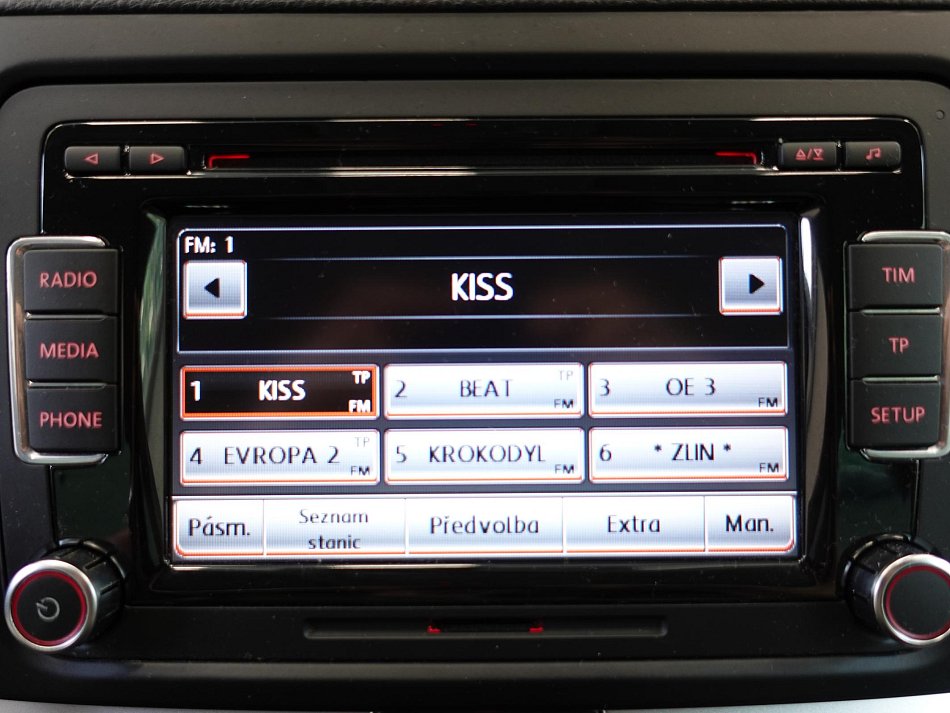 FM: 1
KISS
RADIO
MEDIA
PHONE
TIM
TP
SETUP
1 KISS TP FM
2 BEAT TP FM
3 OE 3 FM
4 EVROPA 2 TP FM
5 KROKODYL FM
6 * ZLIN * FM
Pásm.
Seznam
stanic
Předvolba
Extra
Man.